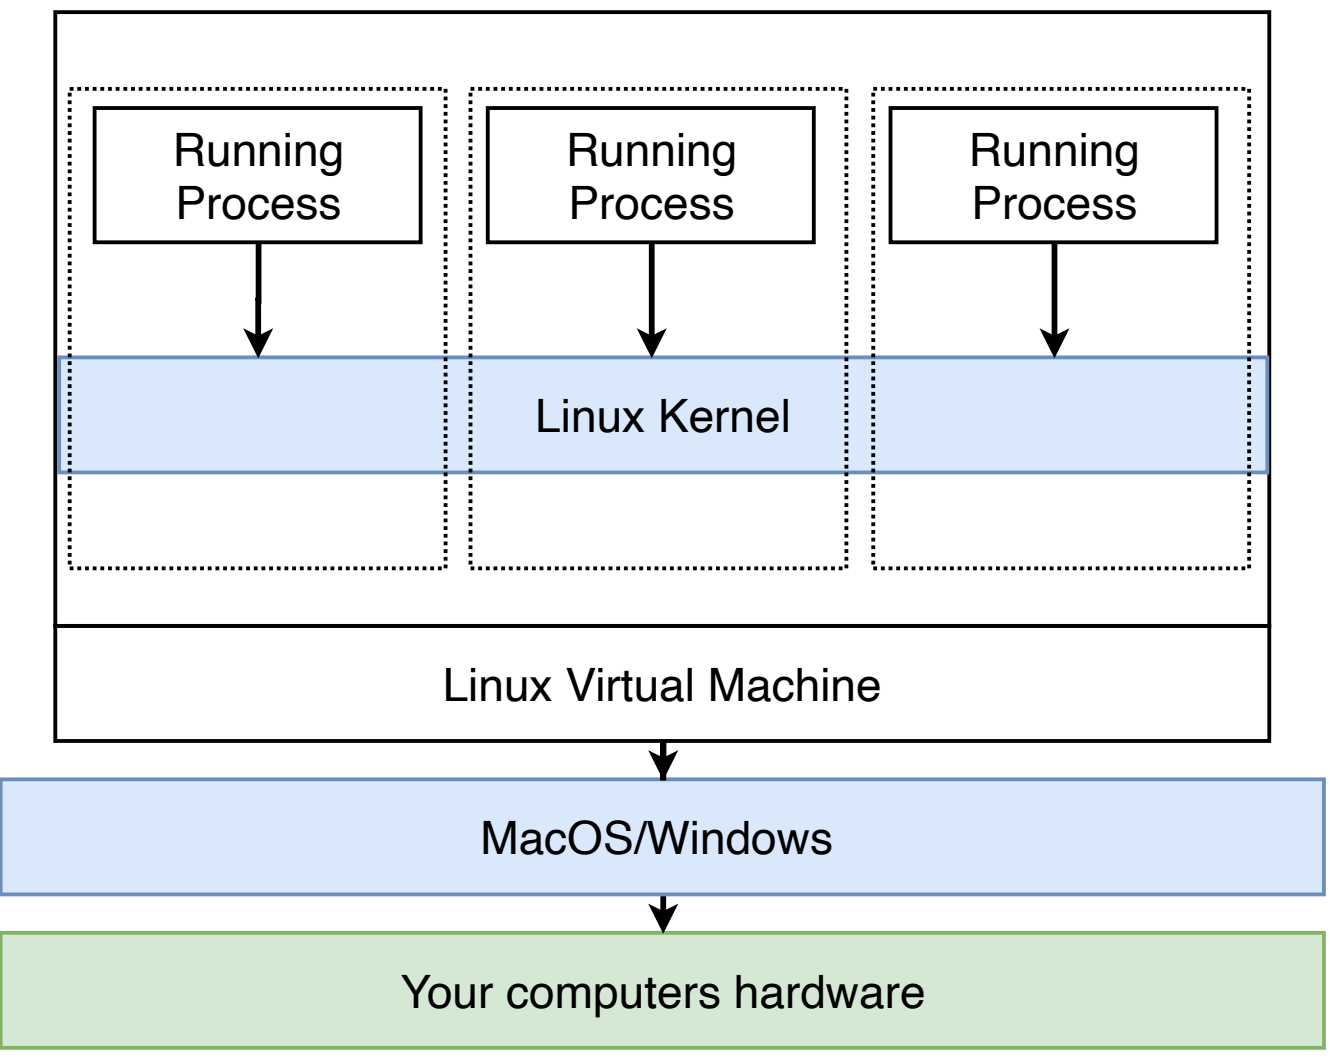 Running
Process
Running
Process
Running
Process
Linux Kernel
Linux Virtual Machine
MacOS/Windows
Your computers hardware